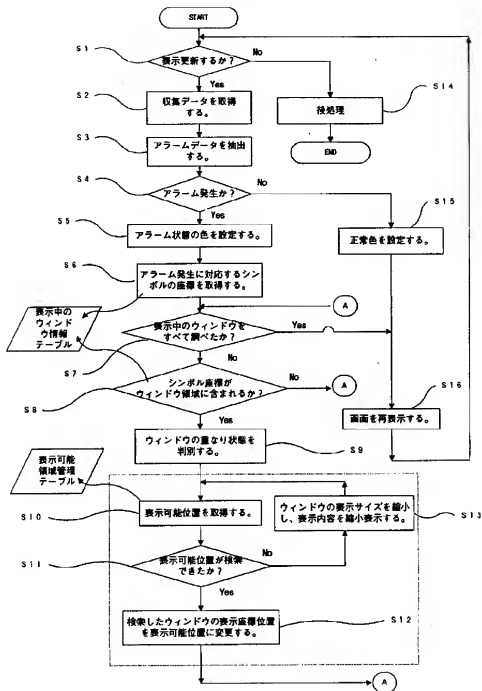 START
S1
表示更新するか？
No
Yes
S2
収集データを取得
する。
後処理
S14
S3
アラームデータを抽出
する。
END
S4
アラーム発生か？
No
Yes
S15
S5
アラーム状態の色を設定する。
正常色を設定する。
S6
アラーム発生に対応するシン
ボルの座標を取得する。
A
表示中の
ウィンド
ウ情報
テーブル
表示中のウィンドウを
すべて調べたか？
Yes
S7
No
シンボル座標が
ウィンドウ領域に含まれるか？
No
A
S8
Yes
S16
画面を再表示する。
ウィンドウの重なり状態を
判別する。
S9
表示可能
領域管理
テーブル
S10
表示可能位置を取得する。
ウィンドウの表示サイズを縮小
し、表示内容を縮小表示する。
S13
表示可能位置が検索
できたか？
No
S11
Yes
検索したウィンドウの表示座標位置
を表示可能位置に変更する。
S12
A